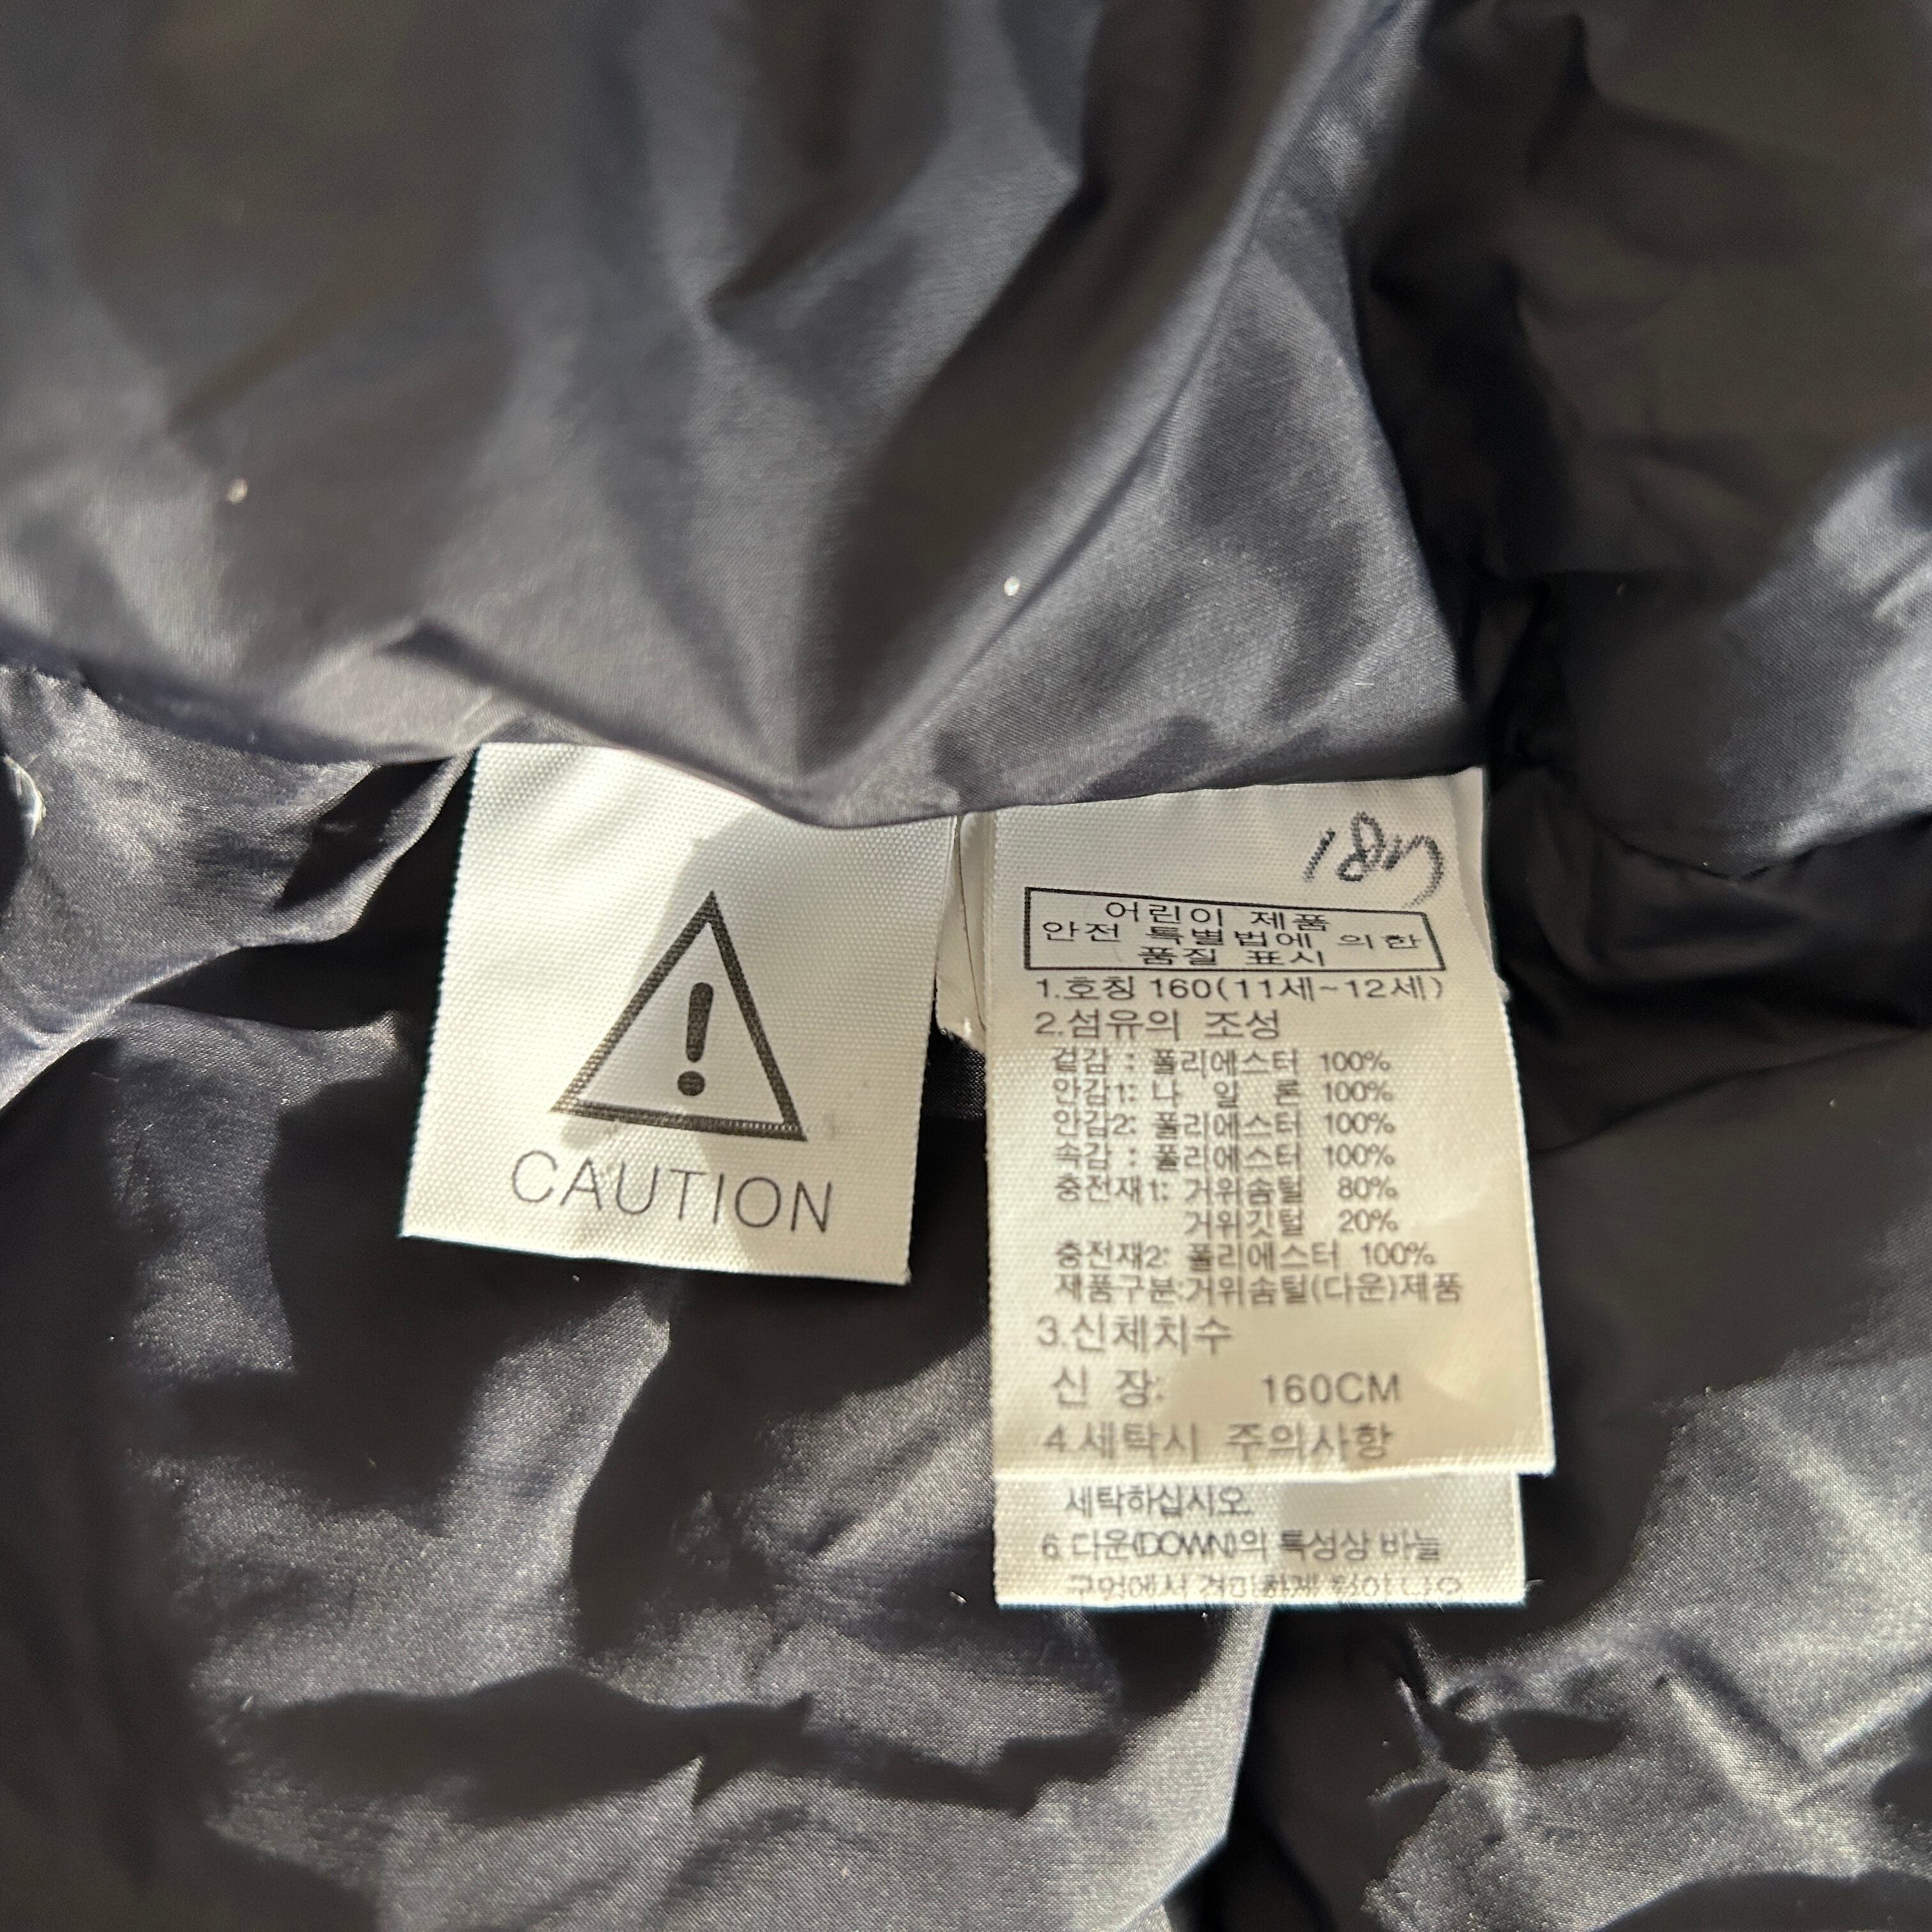 CAUTION
어린이 제품
안전 특별법에 의한
품질 표시
1.호칭 160(11세~12세)
2.섬유의 조성
겉감 : 폴리에스터 100%
안감1: 나 일 론 100%
안감2: 폴리에스터 100%
속감 : 폴리에스터 100%
충전재1: 거위솜털 80%
거위깃털 20%
충전재2: 폴리에스터 100%
제품구분:거위솜털(다운)제품
3.신체치수
신 장: 160CM
4.세탁시 주의사항
세탁하십시오.
6 다운(DOWN)의 특성상 바늘
구멍에서